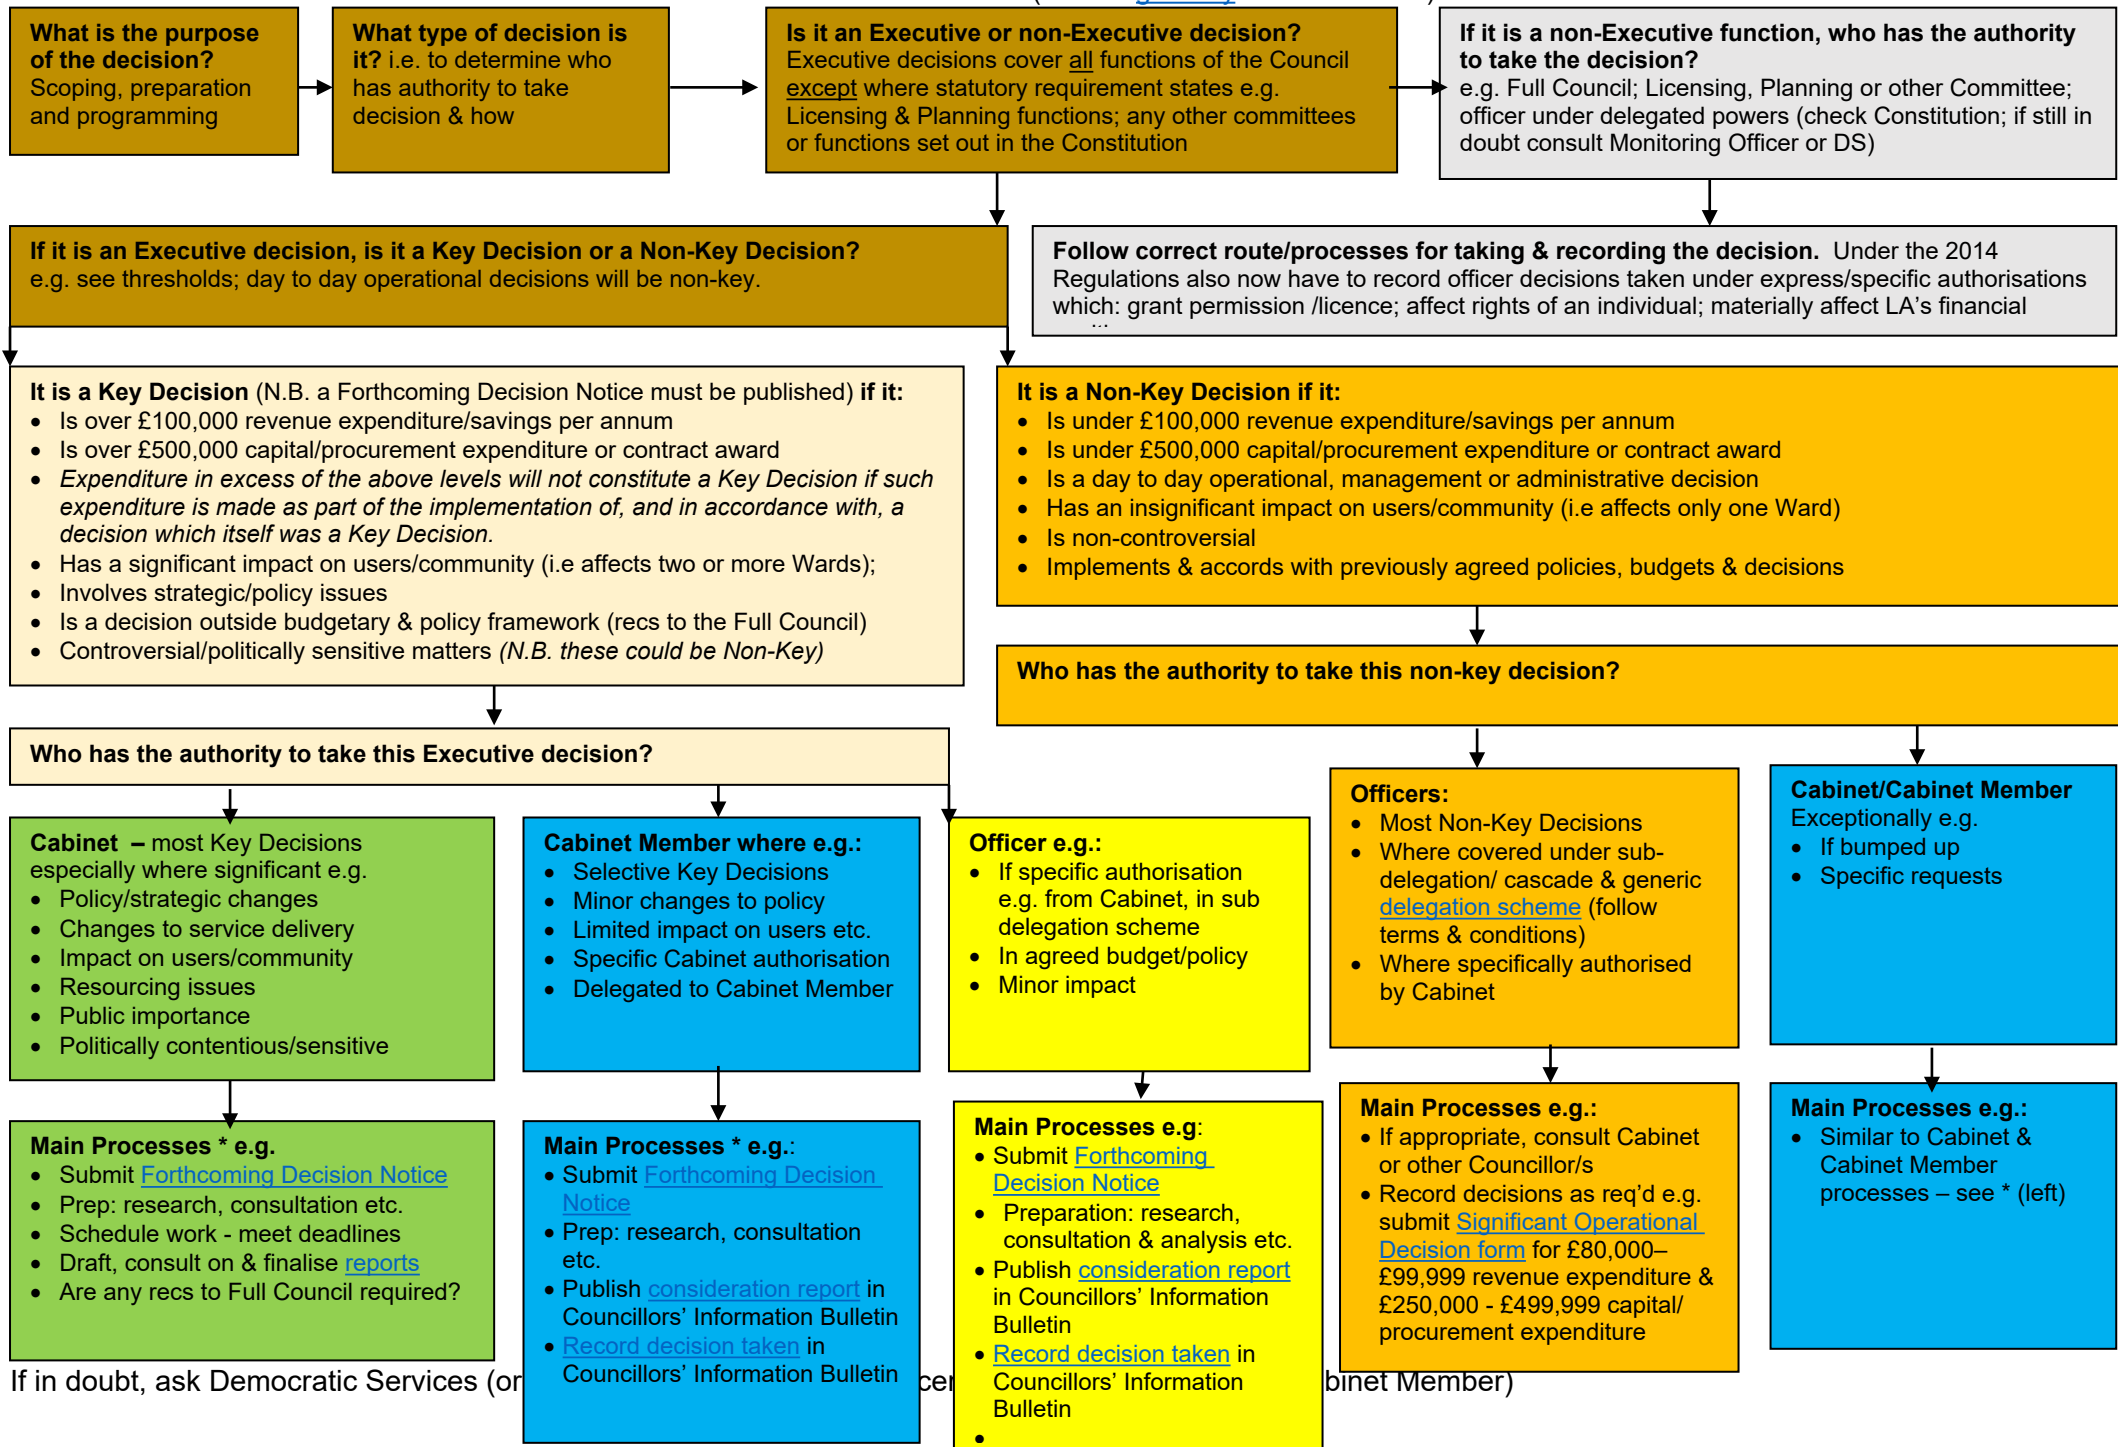 What is the purpose
of the decision?
Scoping, preparation
and programming
What type of decision is
it? i.e. to determine who
has authority to take
decision & how
Is it an Executive or non-Executive decision?
Executive decisions cover all functions of the Council
except where statutory requirement states e.g.
Licensing & Planning functions; any other committees
or functions set out in the Constitution
If it is a non-Executive function, who has the authority
to take the decision?
e.g. Full Council; Licensing, Planning or other Committee;
officer under delegated powers (check Constitution; if still in
doubt consult Monitoring Officer or DS)
If it is an Executive decision, is it a Key Decision or a Non-Key Decision?
e.g. see thresholds; day to day operational decisions will be non-key.
Follow correct route/processes for taking & recording the decision. Under the 2014
Regulations also now have to record officer decisions taken under express/specific authorisations
which: grant permission /licence; affect rights of an individual; materially affect LA's financial
It is a Key Decision (N.B. a Forthcoming Decision Notice must be published) if it:
• Is over £100,000 revenue expenditure/savings per annum
• Is over £500,000 capital/procurement expenditure or contract award
• Expenditure in excess of the above levels will not constitute a Key Decision if such
expenditure is made as part of the implementation of, and in accordance with, a
decision which itself was a Key Decision.
• Has a significant impact on users/community (i.e affects two or more Wards);
• Involves strategic/policy issues
• Is a decision outside budgetary & policy framework (recs to the Full Council)
• Controversial/politically sensitive matters (N.B. these could be Non-Key)
It is a Non-Key Decision if it:
• Is under £100,000 revenue expenditure/savings per annum
• Is under £500,000 capital/procurement expenditure or contract award
• Is a day to day operational, management or administrative decision
• Has an insignificant impact on users/community (i.e affects only one Ward)
• Is non-controversial
• Implements & accords with previously agreed policies, budgets & decisions
Who has the authority to take this non-key decision?
Who has the authority to take this Executive decision?
Cabinet – most Key Decisions
especially where significant e.g.
• Policy/strategic changes
• Changes to service delivery
• Impact on users/community
• Resourcing issues
• Public importance
• Politically contentious/sensitive
Cabinet Member where e.g.:
• Selective Key Decisions
• Minor changes to policy
• Limited impact on users etc.
• Specific Cabinet authorisation
• Delegated to Cabinet Member
Officer e.g.:
• If specific authorisation
e.g. from Cabinet, in sub
delegation scheme
• In agreed budget/policy
• Minor impact
Officers:
• Most Non-Key Decisions
• Where covered under sub-
delegation/ cascade & generic
delegation scheme (follow
terms & conditions)
• Where specifically authorised
by Cabinet
Cabinet/Cabinet Member
Exceptionally e.g.
• If bumped up
• Specific requests
Main Processes * e.g.
• Submit Forthcoming Decision Notice
• Prep: research, consultation etc.
• Schedule work - meet deadlines
• Draft, consult on & finalise reports
• Are any recs to Full Council required?
Main Processes * e.g.:
• Submit Forthcoming Decision
Notice
• Prep: research, consultation
etc.
• Publish consideration report in
Councillors' Information Bulletin
• Record decision taken in
Councillors' Information Bulletin
Main Processes e.g:
• Submit Forthcoming
Decision Notice
• Preparation: research,
consultation & analysis etc.
• Publish consideration report
in Councillors' Information
Bulletin
• Record decision taken in
Councillors' Information
Bulletin
•
Main Processes e.g.:
• If appropriate, consult Cabinet
or other Councillor/s
• Record decisions as req'd e.g.
submit Significant Operational
Decision form for £80,000–
£99,999 revenue expenditure &
£250,000 - £499,999 capital/
procurement expenditure
Main Processes e.g.:
• Similar to Cabinet &
Cabinet Member
processes – see * (left)
If in doubt, ask Democratic Services (or Member)